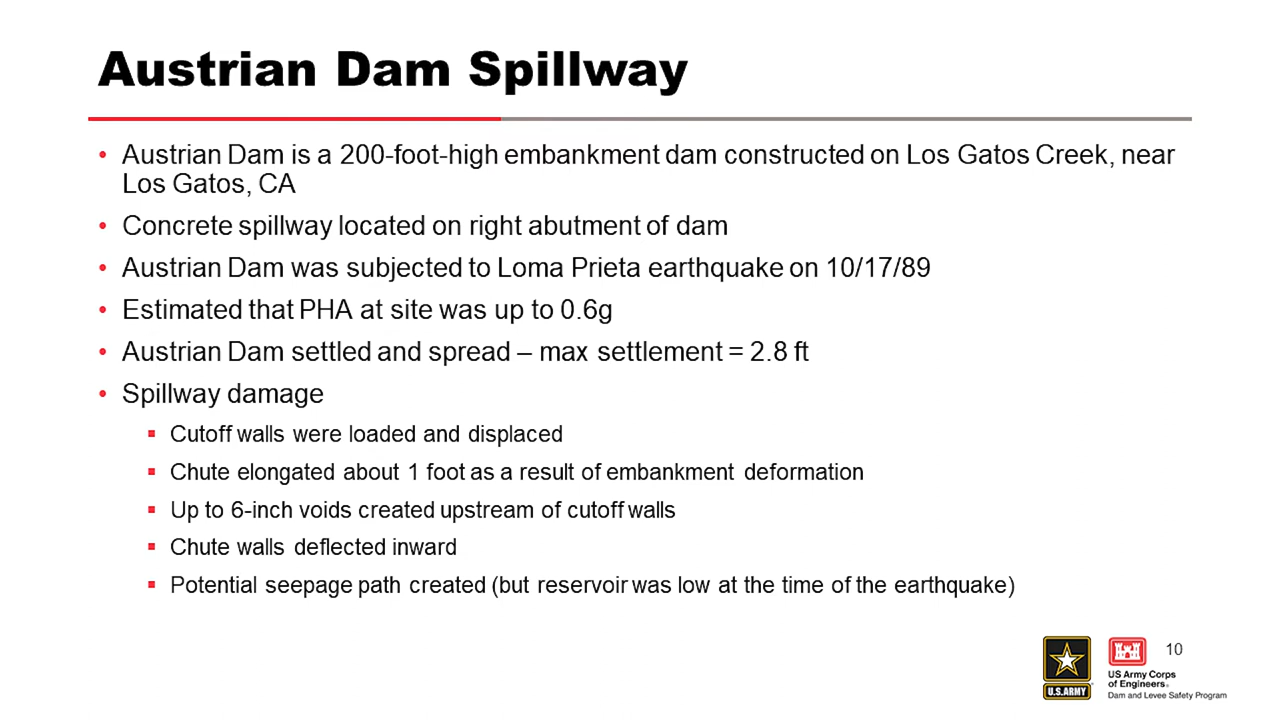 Austrian Dam Spillway
• Austrian Dam is a 200-foot-high embankment dam constructed on Los Gatos Creek, near
Los Gatos, CA
• Concrete spillway located on right abutment of dam
• Austrian Dam was subjected to Loma Prieta earthquake on 10/17/89
• Estimated that PHA at site was up to 0.6g
• Austrian Dam settled and spread – max settlement = 2.8 ft
• Spillway damage
▪ Cutoff walls were loaded and displaced
▪ Chute elongated about 1 foot as a result of embankment deformation
▪ Up to 6-inch voids created upstream of cutoff walls
▪ Chute walls deflected inward
▪ Potential seepage path created (but reservoir was low at the time of the earthquake)
U.S.ARMY
US Army Corps
of Engineers®
Dam and Levee Safety Program
10